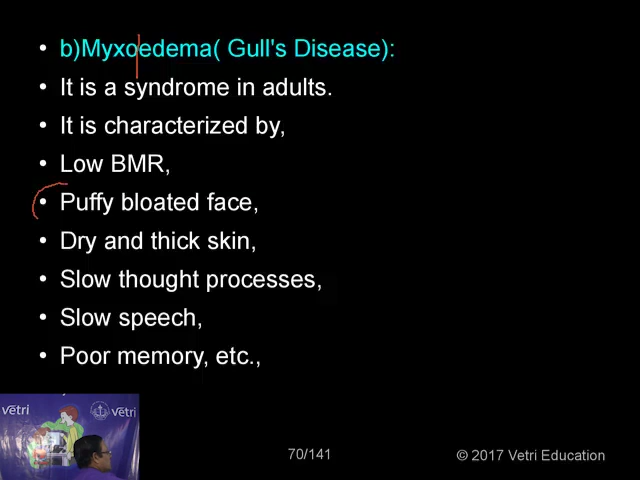 • b)Myxoedema( Gull's Disease):
• It is a syndrome in adults.
• It is characterized by,
• Low BMR,
• Puffy bloated face,
• Dry and thick skin,
• Slow thought processes,
• Slow speech,
• Poor memory, etc.,
vetri
vetri
70/141
© 2017 Vetri Education